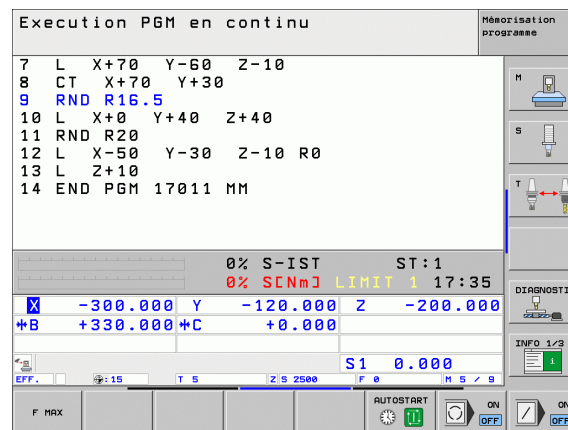 Execution PGM en continu
Mémorisation
programme
7 L X+70 Y-60 Z-10
8 CT X+70 Y+30
9 RND R16.5
10 L X+0 Y+40 Z+40
11 RND R20
12 L X-50 Y-30 Z-10 R0
13 L Z+10
14 END PGM 17011 MM
0% S-IST ST:1
0% S[Nm] LIMIT 1 17:35
X -300.000 Y -120.000 Z -200.000
*B +330.000 *C +0.000
S1 0.000
EFF. :15 T 5 Z S 2500 F 0 M 5 / 9
M
S
T
DIAGNOSTI
INFO 1/3
i
F MAX
AUTOSTART
ON
OFF
ON
OFF